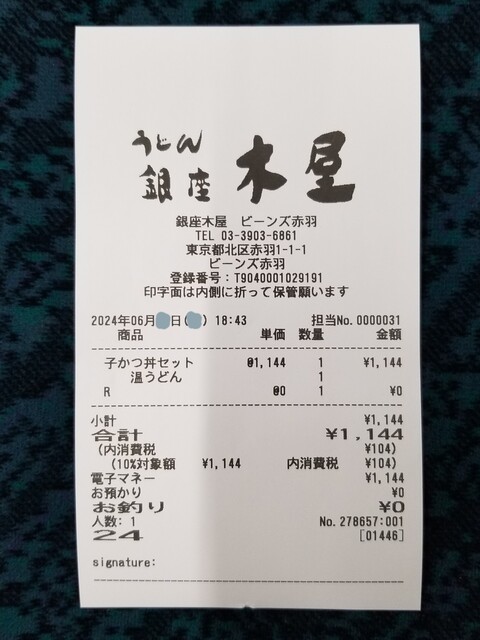 うどん
銀座 木屋
銀座木屋 ビーンズ赤羽
TEL 03-3903-6861
東京都北区赤羽1-1-1
ビーンズ赤羽
登録番号：T9040001029191
印字面は内側に折って保管願います
2024年06月 日( ) 18:43 担当No.0000031
商品 単価 数量 金額
子かつ丼セット @1,144 1 ¥1,144
温うどん 1
R @0 1 ¥0
小計 ¥1,144
合計 ¥1,144
(内消費税 ¥104)
(10%対象額 ¥1,144 内消費税 ¥104)
電子マネー ¥1,144
お預かり ¥0
お釣り ¥0
人数: 1 No.278657:001
24 [01446]
signature: